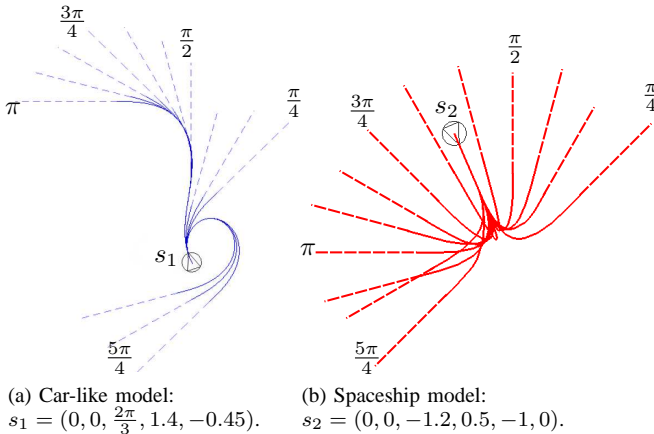 3π/4
π/2
π/4
π
s₁
5π/4
π/2
3π/4
s₂
π/4
π
5π/4
(a) Car-like model:
s₁ = (0, 0, 2π/3, 1.4, −0.45).
(b) Spaceship model:
s₂ = (0, 0, −1.2, 0.5, −1, 0).